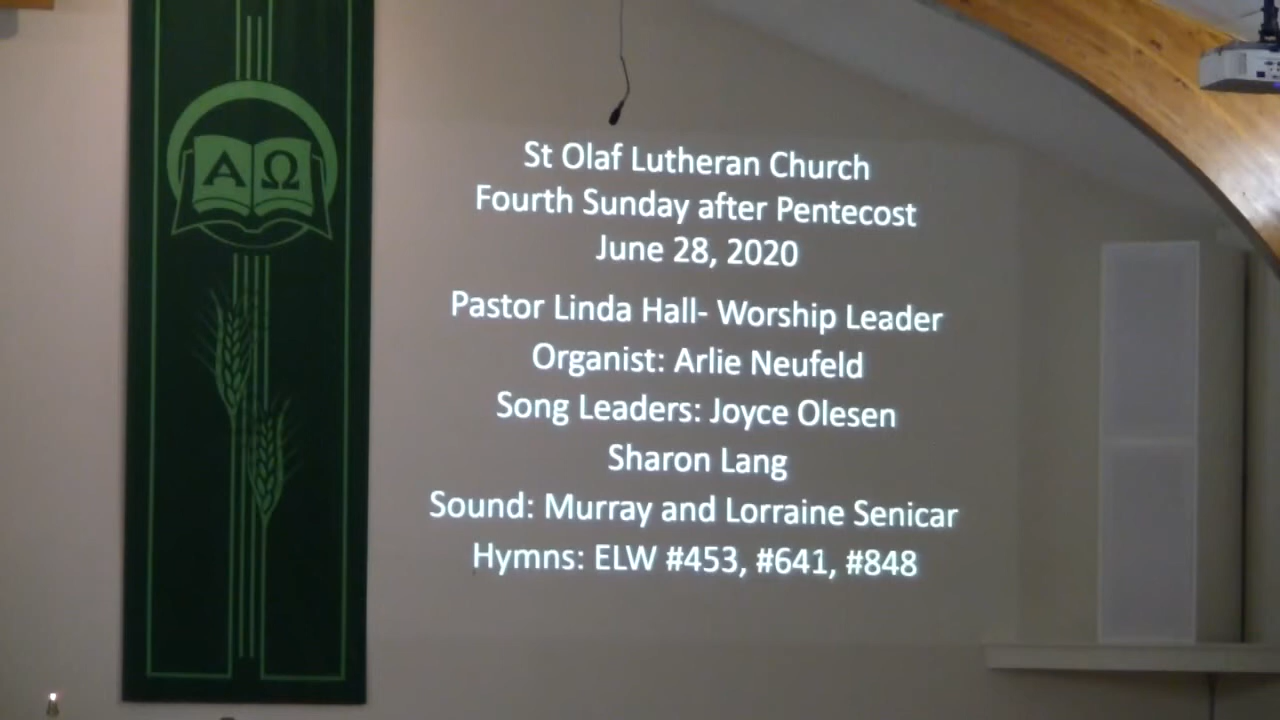 Α Ω
St Olaf Lutheran Church
Fourth Sunday after Pentecost
June 28, 2020
Pastor Linda Hall- Worship Leader
Organist: Arlie Neufeld
Song Leaders: Joyce Olesen
Sharon Lang
Sound: Murray and Lorraine Senicar
Hymns: ELW #453, #641, #848